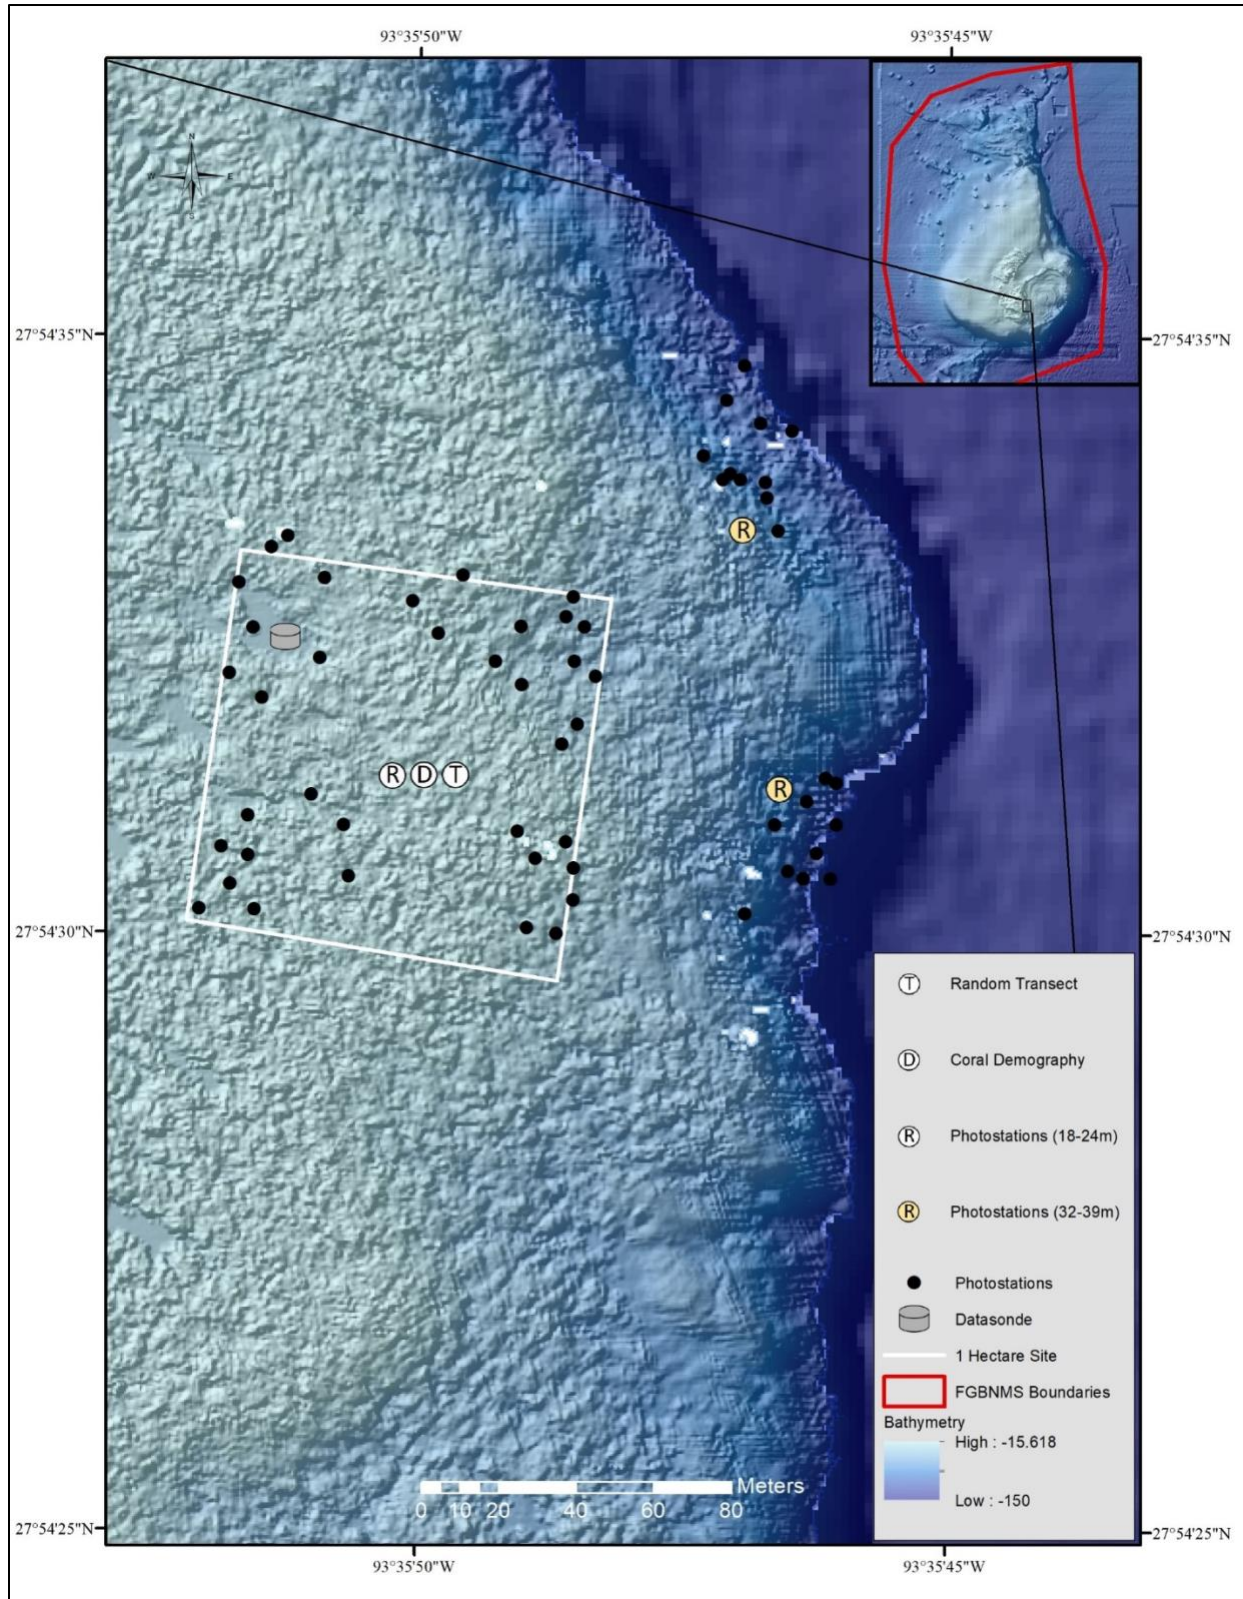 93°35'50"W
93°35'45"W
N
W E
S
27°54'35"N
27°54'35"N
R
R D T
R
27°54'30"N
27°54'30"N
T Random Transect
D Coral Demography
R Photostations (18-24m)
R Photostations (32-39m)
Photostations
Datasonde
1 Hectare Site
FGBNMS Boundaries
Bathymetry
High : -15.618
Low : -150
Meters
0 10 20 40 60 80
27°54'25"N
27°54'25"N
93°35'50"W
93°35'45"W